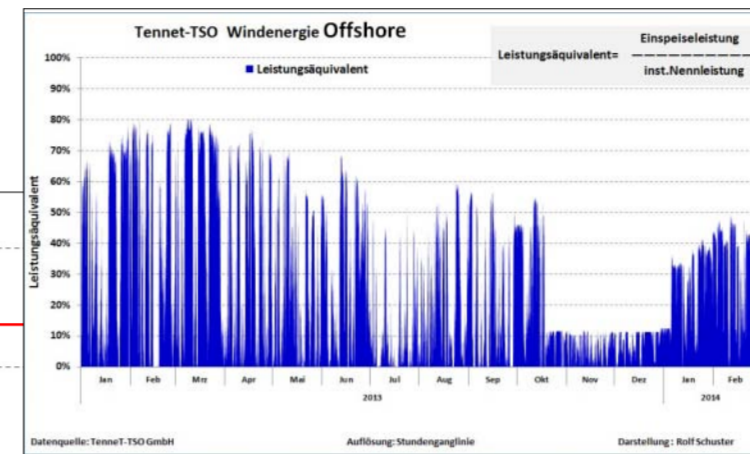 Tennet-TSO Windenergie Offshore
Leistungsäquivalent=
Einspeiseleistung
inst.Nennleistung
Leistungsäquivalent
Leistungsäquivalent
100%
90%
80%
70%
60%
50%
40%
30%
20%
10%
0%
Jan Feb Mrz Apr Mai Jun Jul Aug Sep Okt Nov Dez Jan Feb
2013 2014
Datenquelle: TenneT-TSO GmbH Auflösung: Stundenganglinie Darstellung : Rolf Schuster